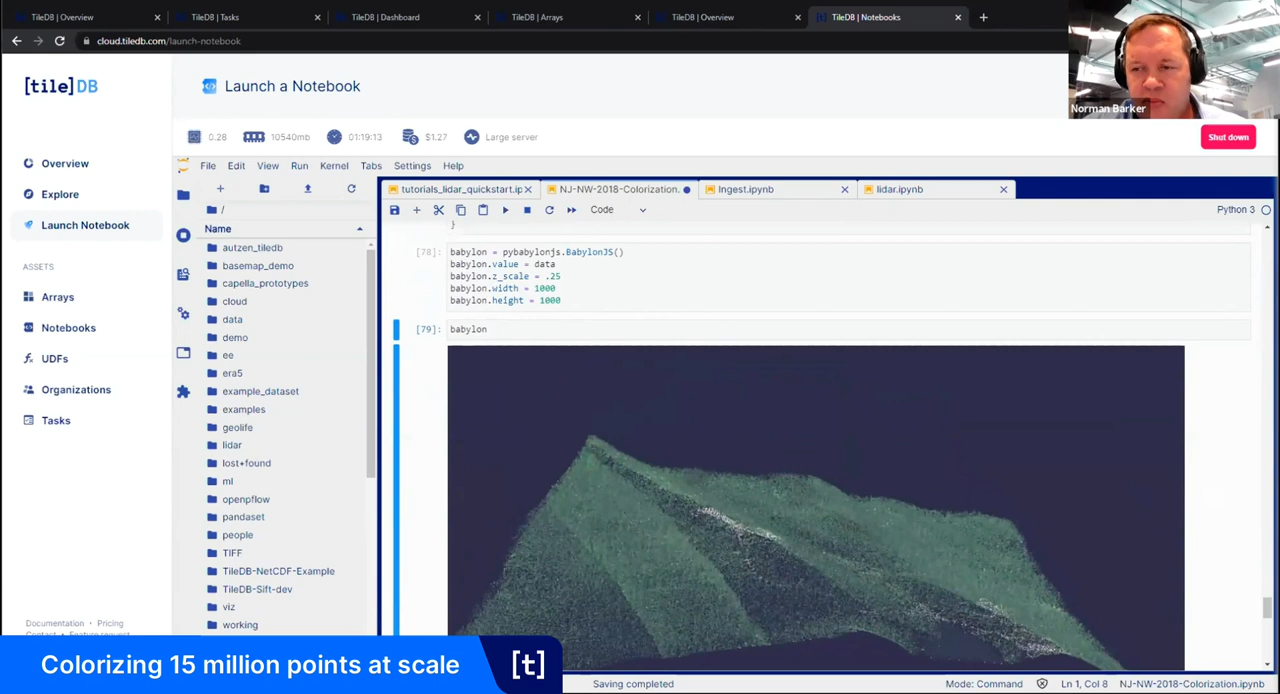 TileDB | Overview
TileDB | Tasks
TileDB | Dashboard
TileDB | Arrays
TileDB | Overview
TileDB | Notebooks
cloud.tiledb.com/launch-notebook
[tile]DB
Launch a Notebook
Norman Barker
0.28
10540mb
01:19:13
$1.27
Large server
Shut down
Overview
Explore
Launch Notebook
ASSETS
Arrays
Notebooks
UDFs
Organizations
Tasks
Documentation · Pricing
File Edit View Run Kernel Tabs Settings Help
/
Name
autzen_tiledb
basemap_demo
capella_prototypes
cloud
data
demo
ee
era5
example_dataset
examples
geolife
lidar
lost+found
ml
openpflow
pandaset
people
TIFF
TileDB-NetCDF-Example
TileDB-Sift-dev
viz
working
tutorials_lidar_quickstart.ip
NJ-NW-2018-Colorization.
Ingest.ipynb
lidar.ipynb
Code
Python 3
}
[78]: babylon = pybabylonjs.BabylonJS()
babylon.value = data
babylon.z_scale = .25
babylon.width = 1000
babylon.height = 1000
[79]: babylon
Colorizing 15 million points at scale
[t]
Saving completed
Mode: Command
Ln 1, Col 8
NJ-NW-2018-Colorization.ipynb